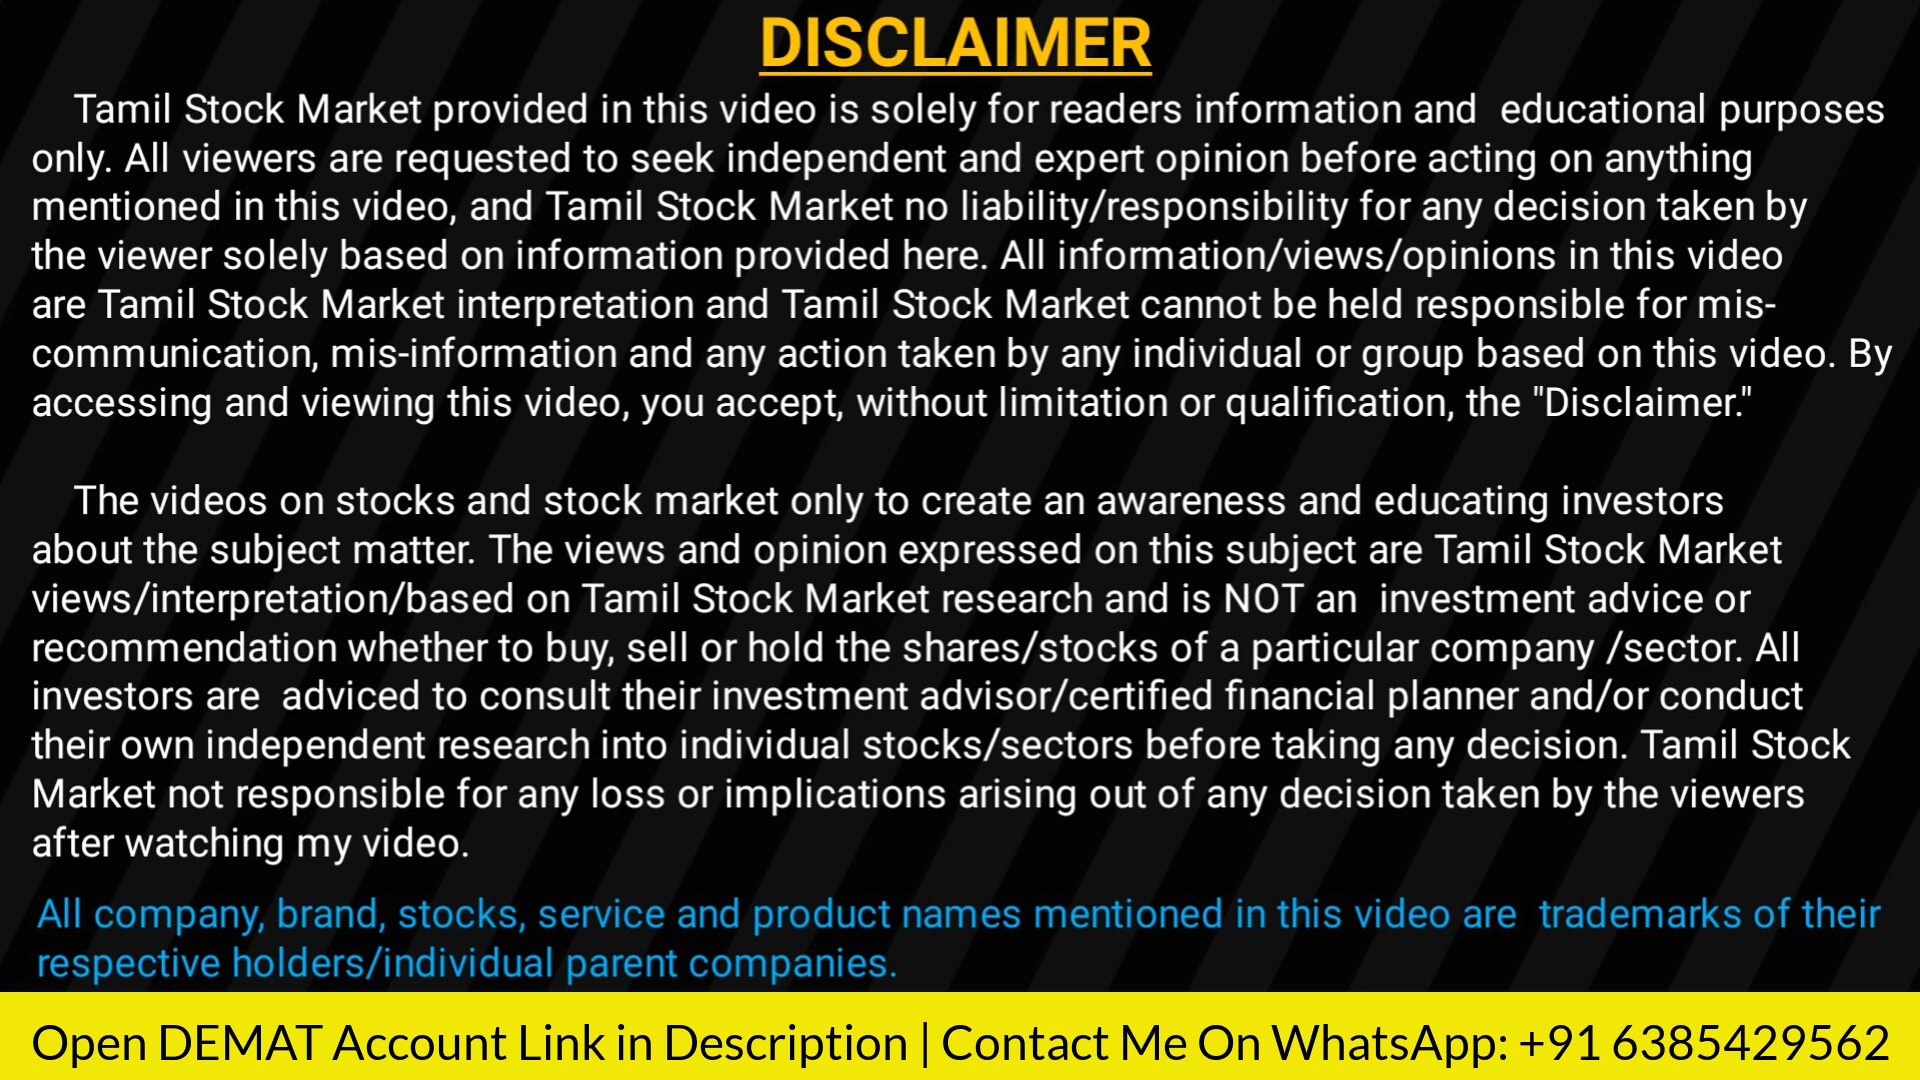 DISCLAIMER
Tamil Stock Market provided in this video is solely for readers information and  educational purposes
only. All viewers are requested to seek independent and expert opinion before acting on anything
mentioned in this video, and Tamil Stock Market no liability/responsibility for any decision taken by
the viewer solely based on information provided here. All information/views/opinions in this video
are Tamil Stock Market interpretation and Tamil Stock Market cannot be held responsible for mis-
communication, mis-information and any action taken by any individual or group based on this video. By
accessing and viewing this video, you accept, without limitation or qualification, the "Disclaimer."
The videos on stocks and stock market only to create an awareness and educating investors
about the subject matter. The views and opinion expressed on this subject are Tamil Stock Market
views/interpretation/based on Tamil Stock Market research and is NOT an  investment advice or
recommendation whether to buy, sell or hold the shares/stocks of a particular company /sector. All
investors are  adviced to consult their investment advisor/certified financial planner and/or conduct
their own independent research into individual stocks/sectors before taking any decision. Tamil Stock
Market not responsible for any loss or implications arising out of any decision taken by the viewers
after watching my video.
All company, brand, stocks, service and product names mentioned in this video are  trademarks of their
respective holders/individual parent companies.
Open DEMAT Account Link in Description | Contact Me On WhatsApp: +91 6385429562